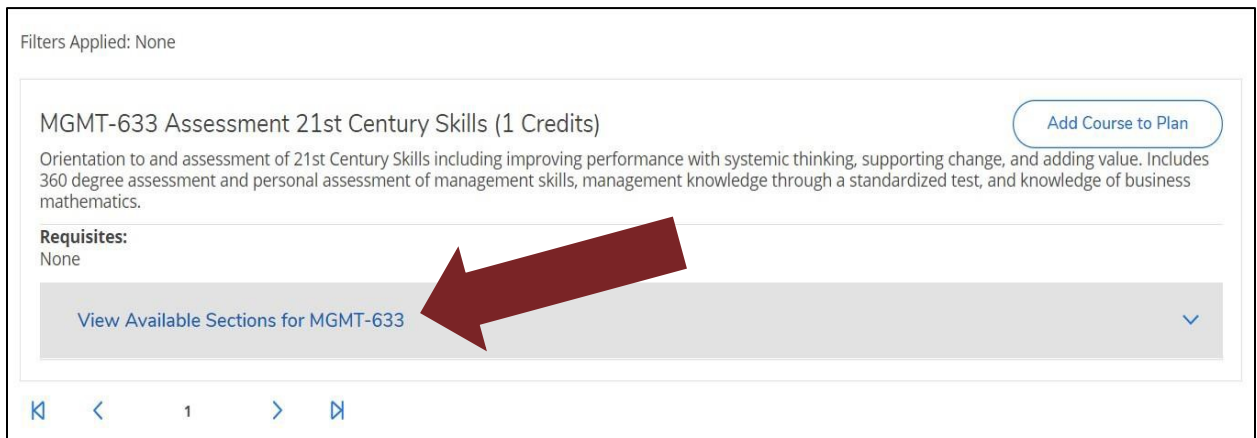 Filters Applied: None
MGMT-633 Assessment 21st Century Skills (1 Credits)
Add Course to Plan
Orientation to and assessment of 21st Century Skills including improving performance with systemic thinking, supporting change, and adding value. Includes
360 degree assessment and personal assessment of management skills, management knowledge through a standardized test, and knowledge of business
mathematics.
Requisites:
None
View Available Sections for MGMT-633
1